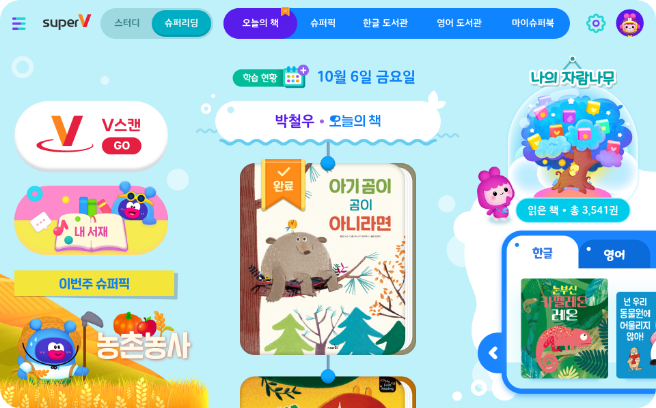 superV
스터디
슈퍼리딩
오늘의 책
슈퍼픽
한글 도서관
영어 도서관
마이슈퍼북
학습 현황
10월 6일 금요일
박철우 • 오늘의 책
V스캔
GO
내 서재
이번주 슈퍼픽
농촌농사
완료
아기 곰이
곰이
아니라면
나의 자람나무
읽은 책 • 총 3,541권
한글
영어
눈부신
카멜레온
레온
넌 우리
동물원에
어울리지
않아!